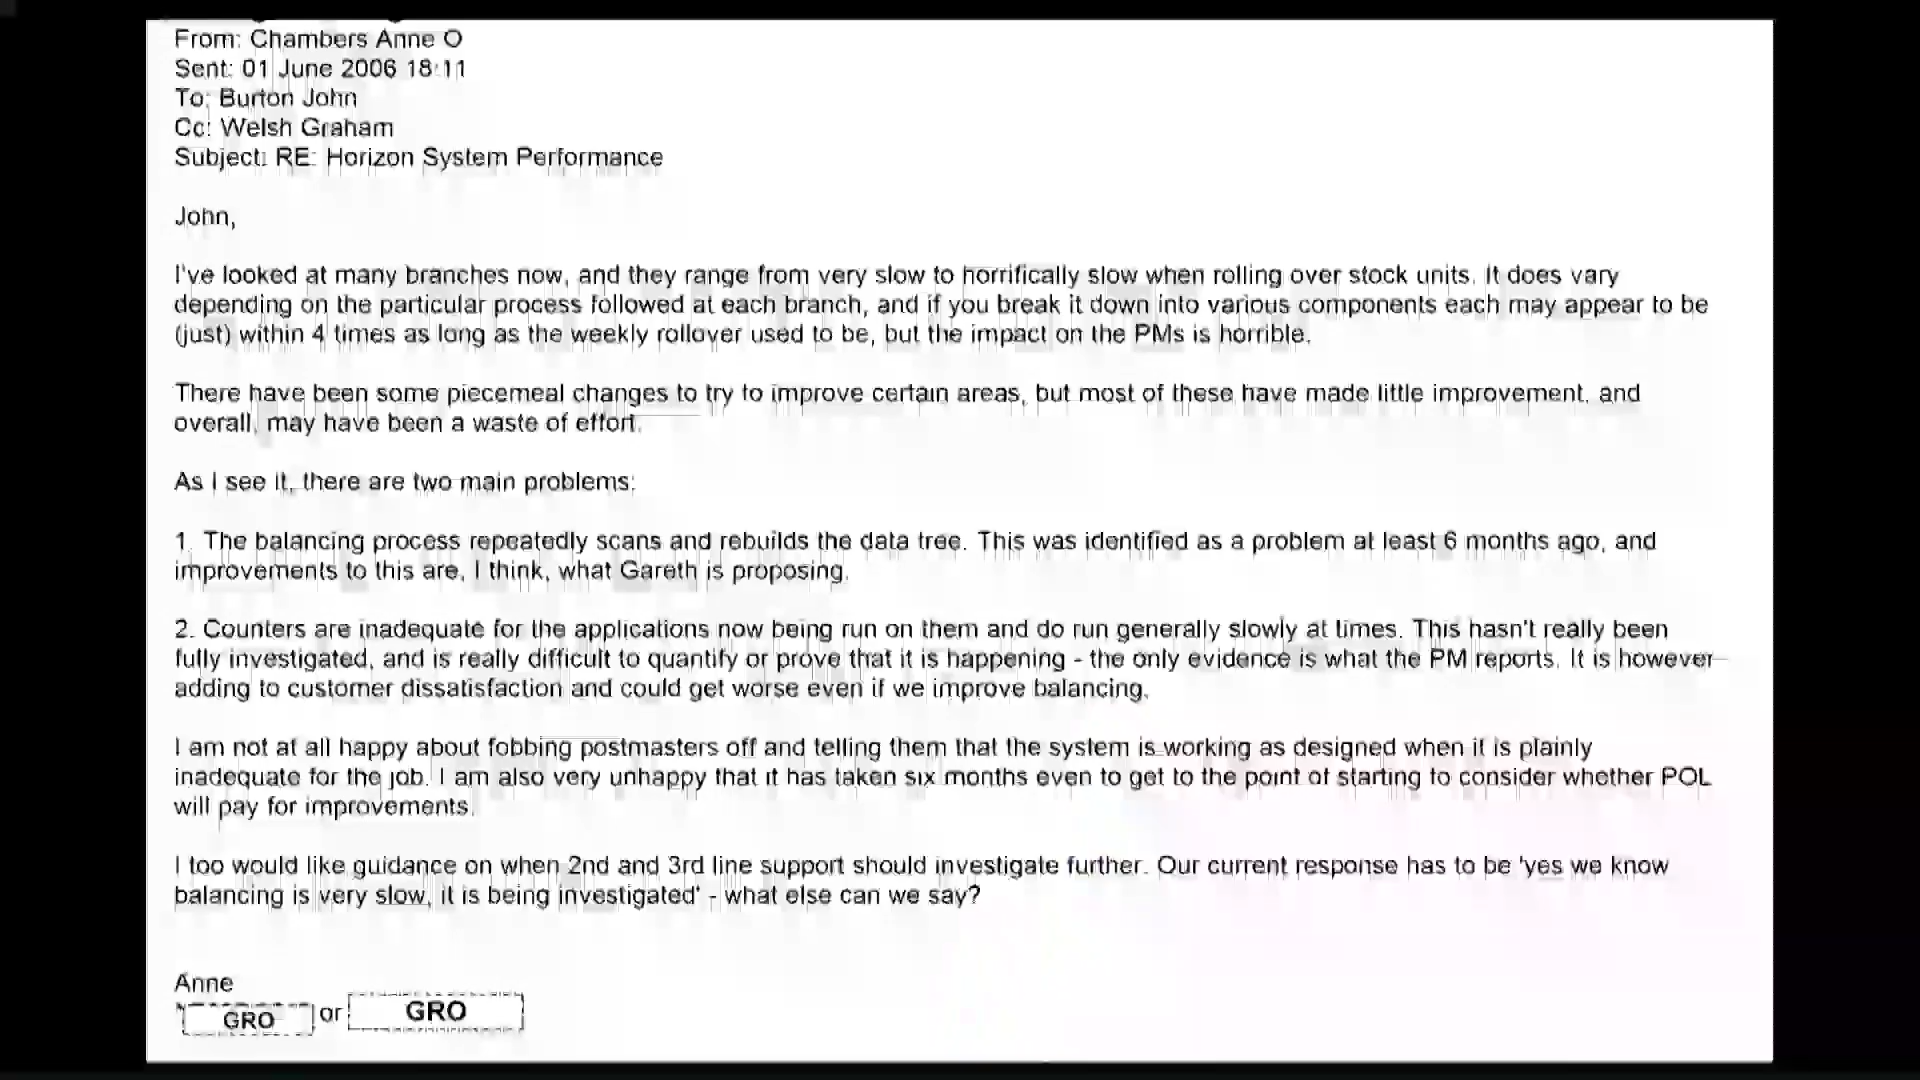 From: Chambers Anne O
Sent: 01 June 2006 18:11
To: Burton John
Cc: Welsh Graham
Subject: RE: Horizon System Performance
John,
I've looked at many branches now, and they range from very slow to horrifically slow when rolling over stock units. It does vary
depending on the particular process followed at each branch, and if you break it down into various components each may appear to be
(just) within 4 times as long as the weekly rollover used to be, but the impact on the PMs is horrible.
There have been some piecemeal changes to try to improve certain areas, but most of these have made little improvement, and
overall, may have been a waste of effort.
As I see it, there are two main problems:
1. The balancing process repeatedly scans and rebuilds the data tree. This was identified as a problem at least 6 months ago, and
improvements to this are, I think, what Gareth is proposing.
2. Counters are inadequate for the applications now being run on them and do run generally slowly at times. This hasn't really been
fully investigated, and is really difficult to quantify or prove that it is happening - the only evidence is what the PM reports. It is however
adding to customer dissatisfaction and could get worse even if we improve balancing.
I am not at all happy about fobbing postmasters off and telling them that the system is working as designed when it is plainly
inadequate for the job. I am also very unhappy that it has taken six months even to get to the point of starting to consider whether POL
will pay for improvements.
I too would like guidance on when 2nd and 3rd line support should investigate further. Our current response has to be 'yes we know
balancing is very slow, it is being investigated' - what else can we say?
Anne
GRO or GRO